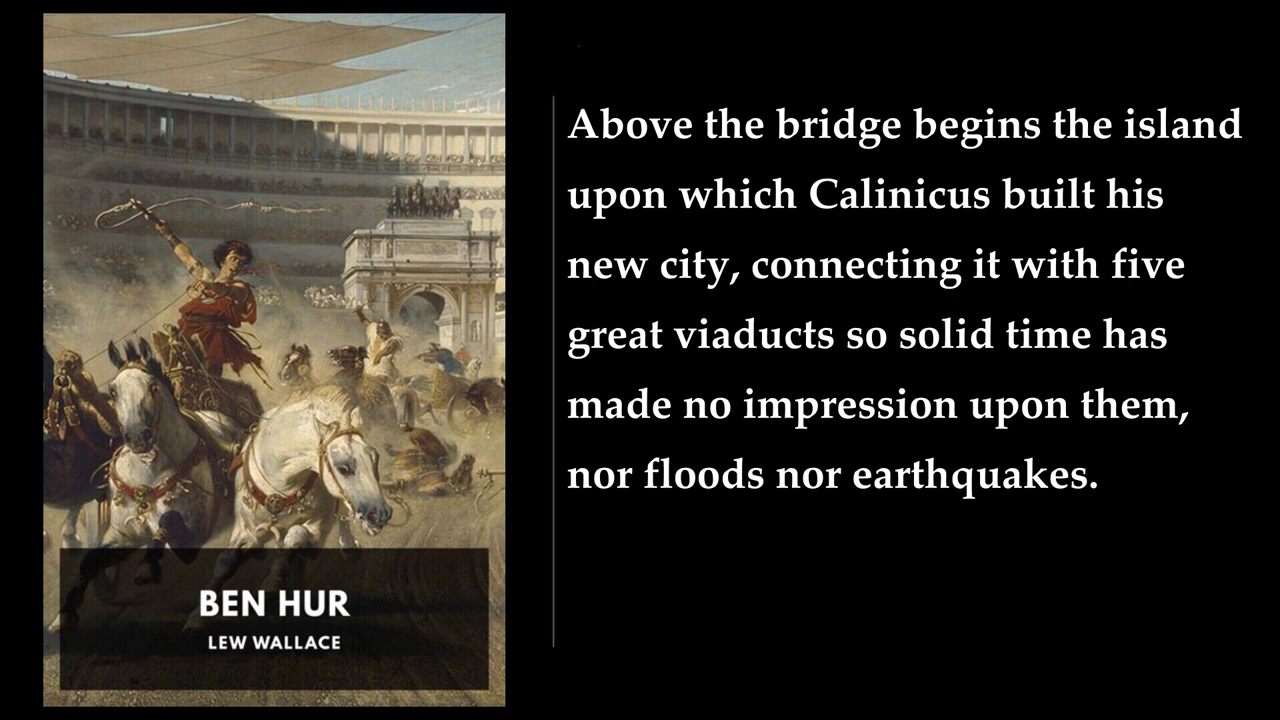 BEN HUR
LEW WALLACE
Above the bridge begins the island
upon which Calinicus built his
new city, connecting it with five
great viaducts so solid time has
made no impression upon them,
nor floods nor earthquakes.